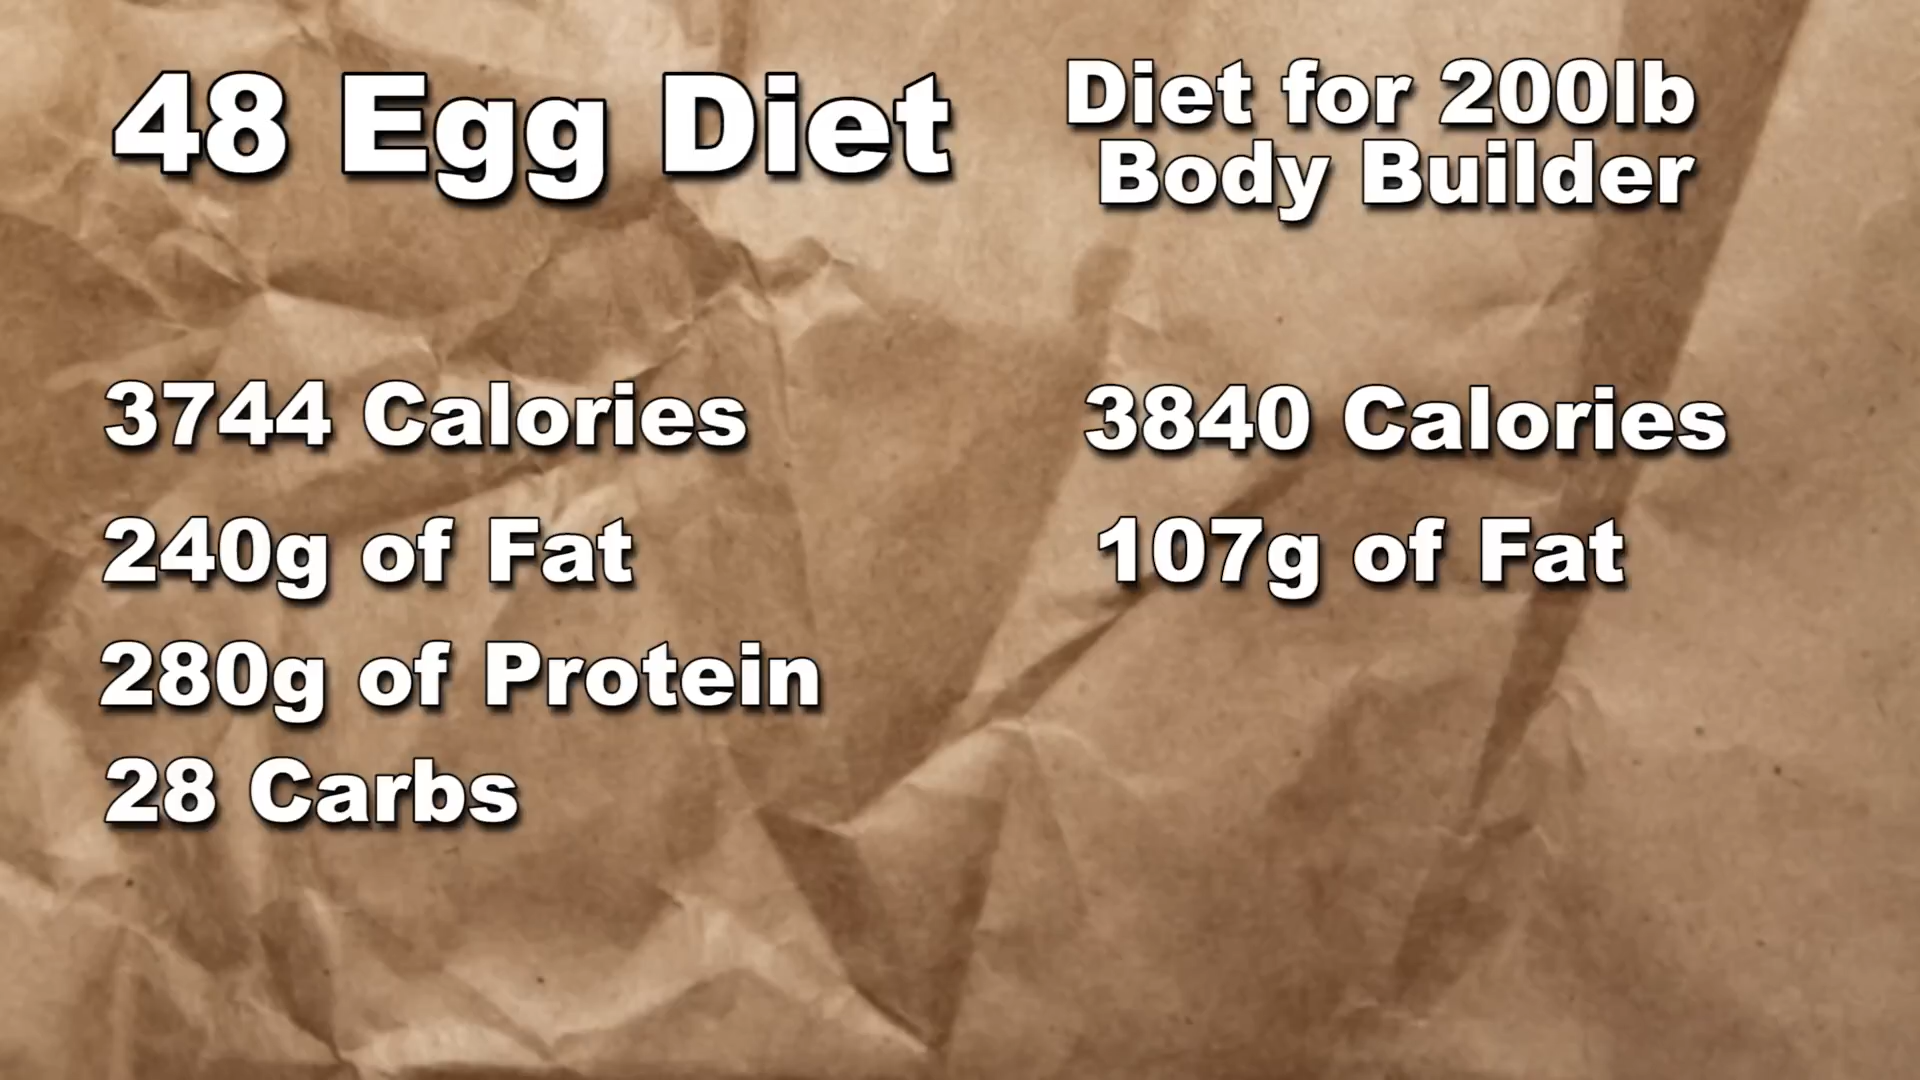 48 Egg Diet
3744 Calories
240g of Fat
280g of Protein
28 Carbs
Diet for 200lb
Body Builder
3840 Calories
107g of Fat